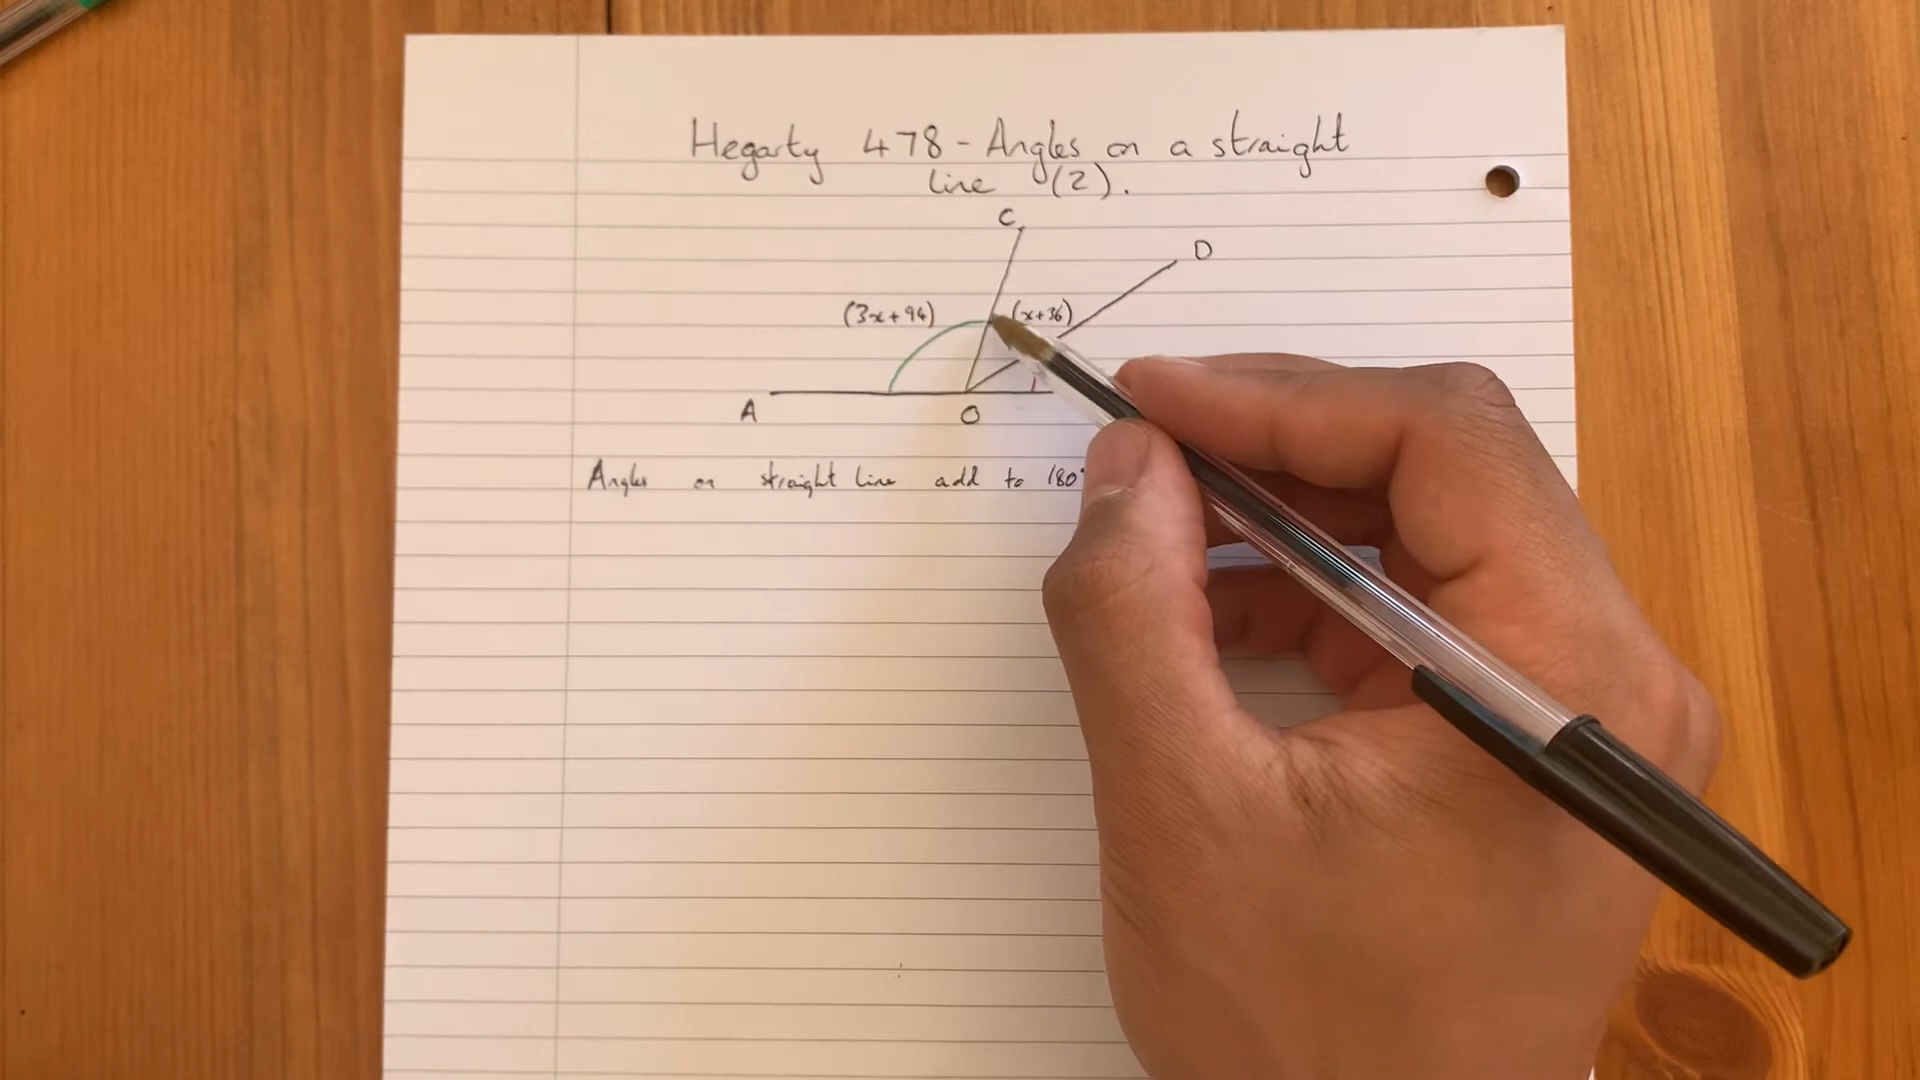 Hegarty 478 - Angles on a straight
line (2).
C
D
(3x+94)
(x+36)
A
O
Angles on straight line add to 180°